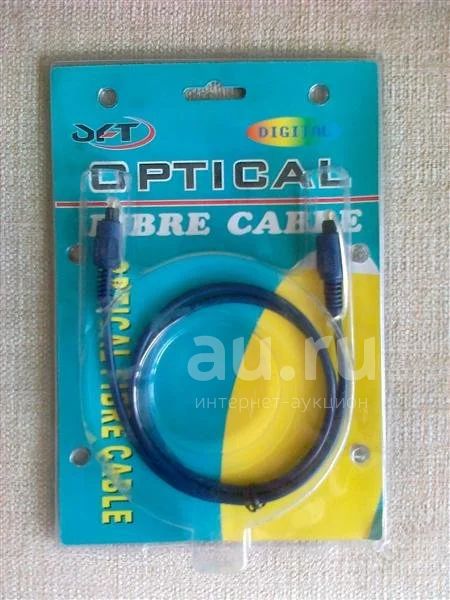 DIGITAL
OPTICAL
FIBRE CABLE
OPTICAL FIBRE CABLE
au.ru
интернет-аукцион